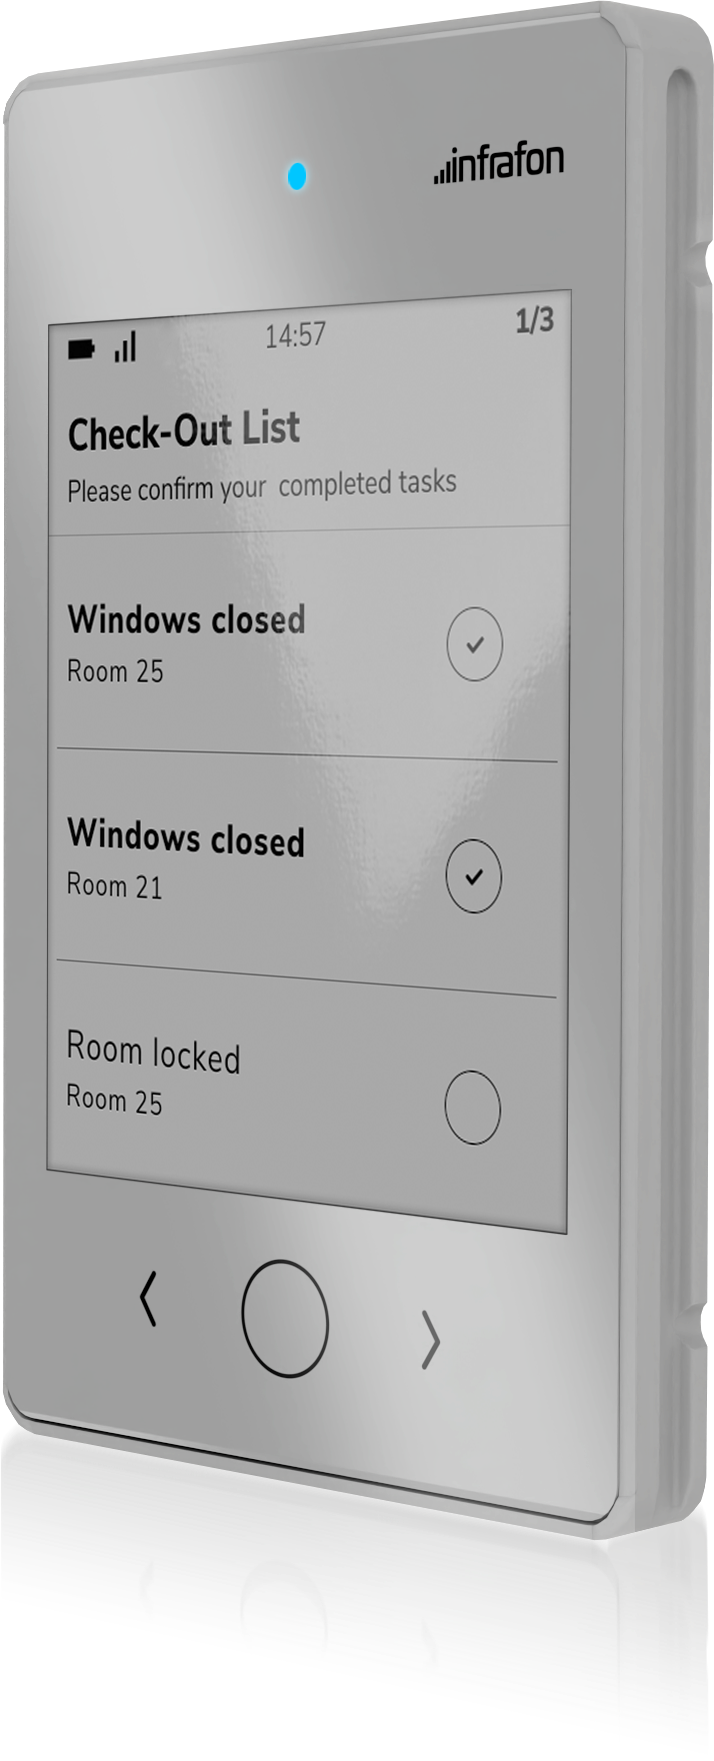 infrafon
14:57
1/3
Check-Out List
Please confirm your completed tasks
Windows closed
Room 25
Windows closed
Room 21
Room locked
Room 25